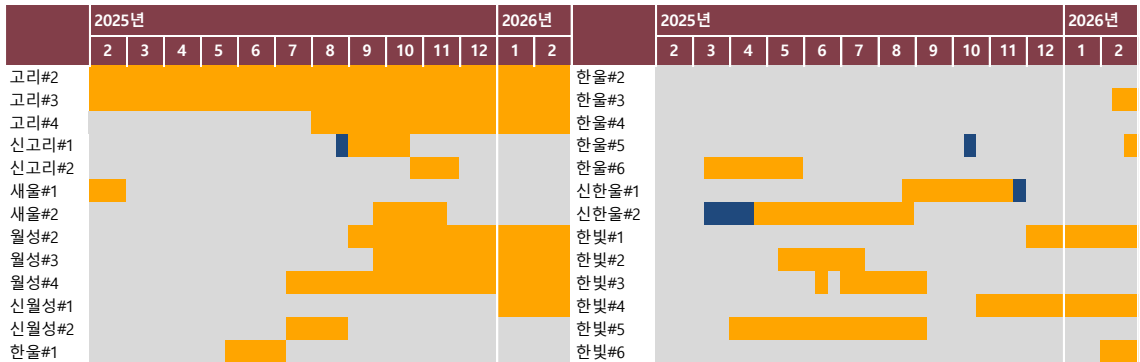 2025년 2026년 2025년 2026년
2 3 4 5 6 7 8 9 10 11 12 1 2 2 3 4 5 6 7 8 9 10 11 12 1 2
고리#2 한울#2
고리#3 한울#3
고리#4 한울#4
신고리#1 한울#5
신고리#2 한울#6
새울#1 신한울#1
새울#2 신한울#2
월성#2 한빛#1
월성#3 한빛#2
월성#4 한빛#3
신월성#1 한빛#4
신월성#2 한빛#5
한울#1 한빛#6